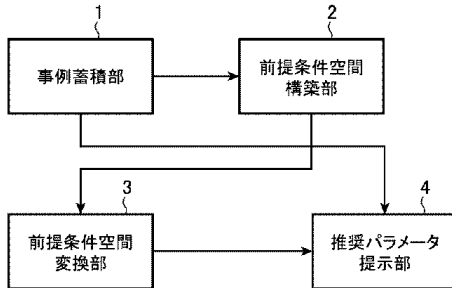 1
事例蓄積部
2
前提条件空間
構築部
3
前提条件空間
変換部
4
推奨パラメータ
提示部